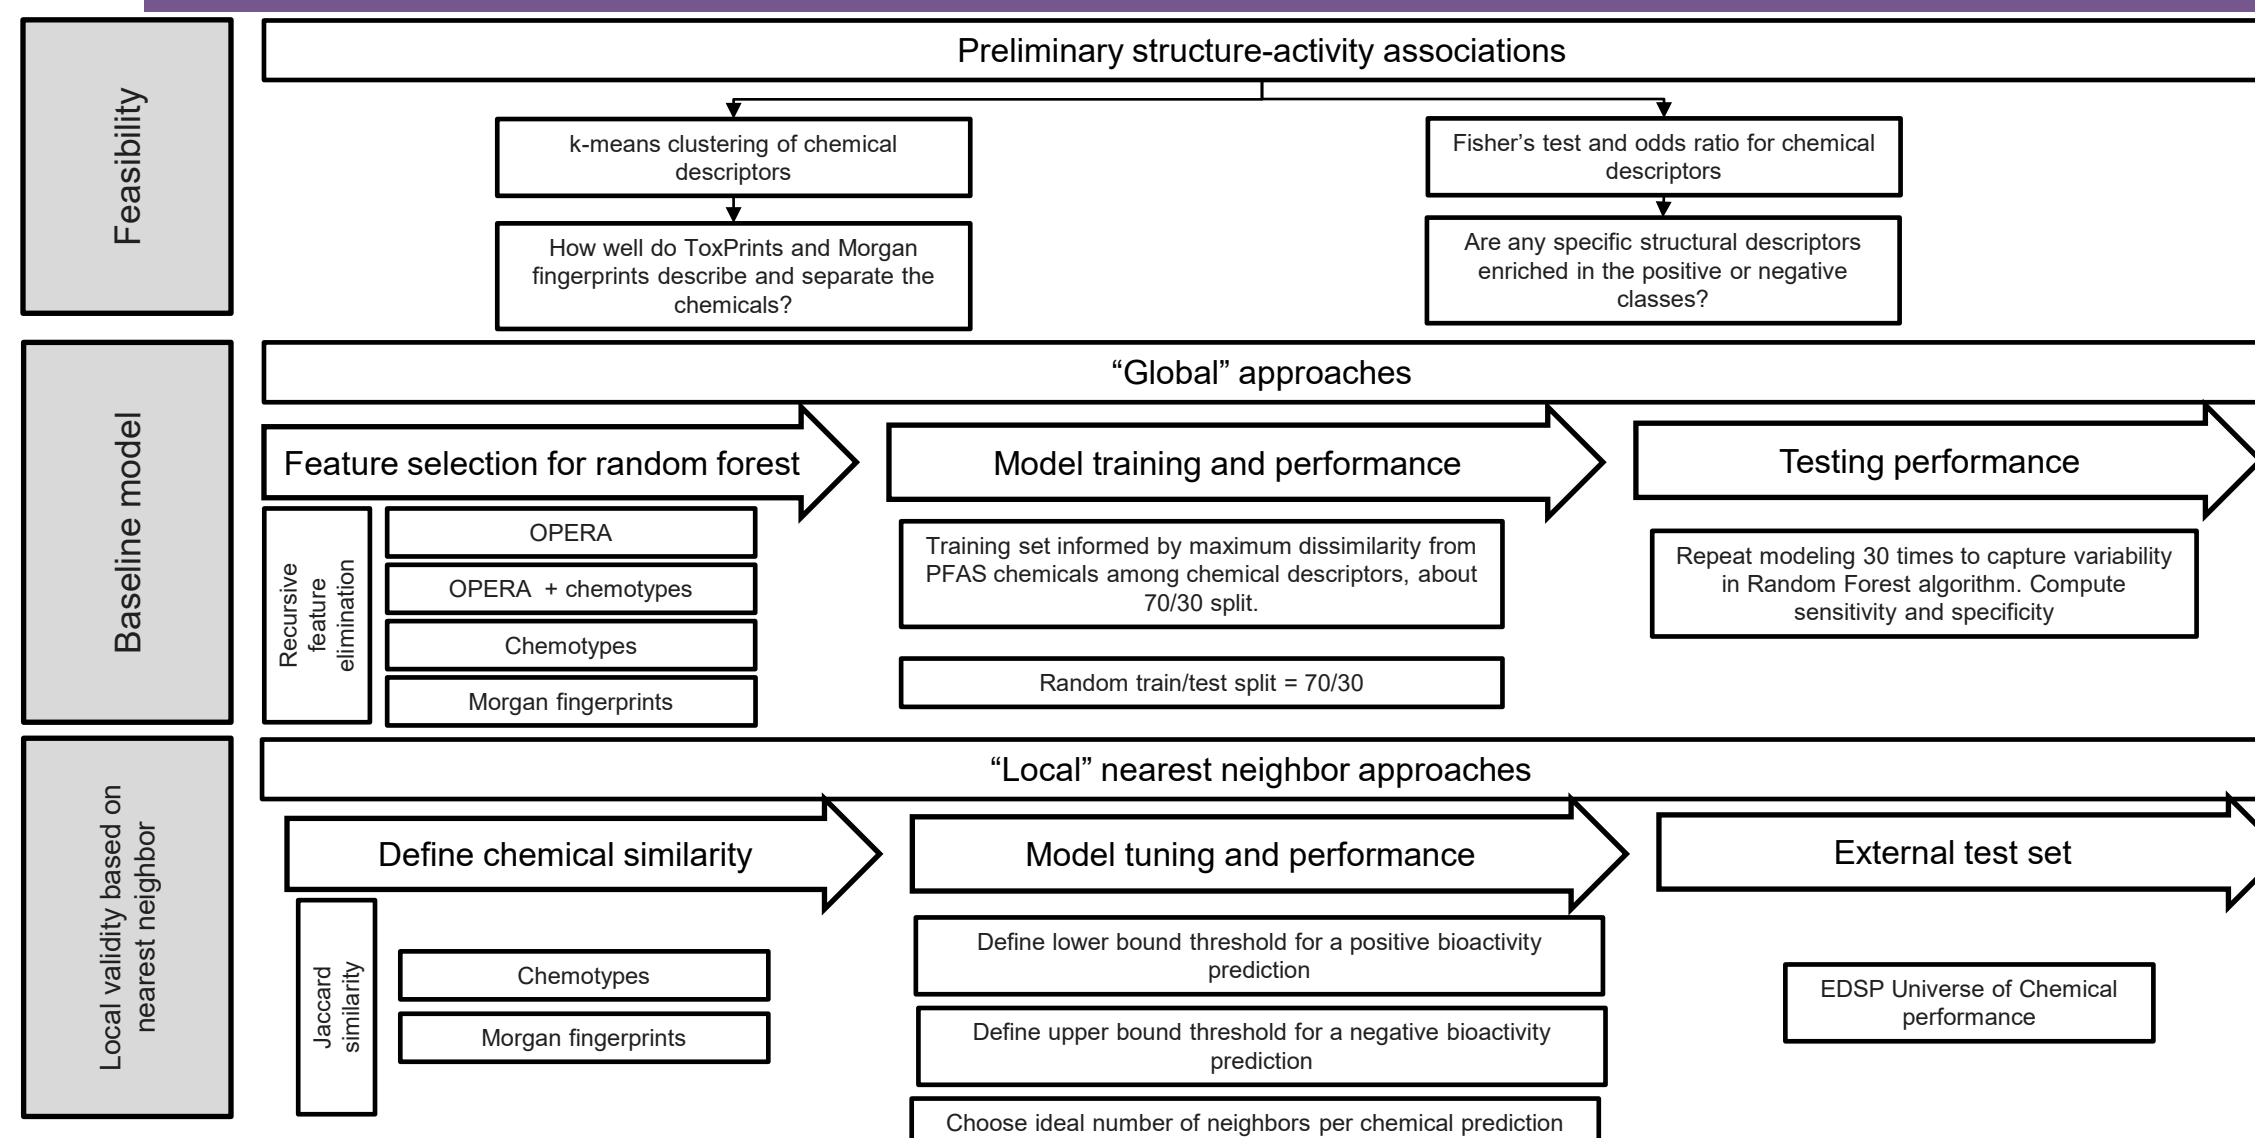 Feasibility
Preliminary structure-activity associations
k-means clustering of chemical
descriptors
How well do ToxPrints and Morgan
fingerprints describe and separate the
chemicals?
Fisher’s test and odds ratio for chemical
descriptors
Are any specific structural descriptors
enriched in the positive or negative
classes?
Baseline model
“Global” approaches
Feature selection for random forest
Recursive
feature
elimination
OPERA
OPERA + chemotypes
Chemotypes
Morgan fingerprints
Model training and performance
Training set informed by maximum dissimilarity from
PFAS chemicals among chemical descriptors, about
70/30 split.
Random train/test split = 70/30
Testing performance
Repeat modeling 30 times to capture variability
in Random Forest algorithm. Compute
sensitivity and specificity
Local validity based on
nearest neighbor
“Local” nearest neighbor approaches
Define chemical similarity
Jaccard
similarity
Chemotypes
Morgan fingerprints
Model tuning and performance
Define lower bound threshold for a positive bioactivity
prediction
Define upper bound threshold for a negative bioactivity
prediction
Choose ideal number of neighbors per chemical prediction
External test set
EDSP Universe of Chemical
performance